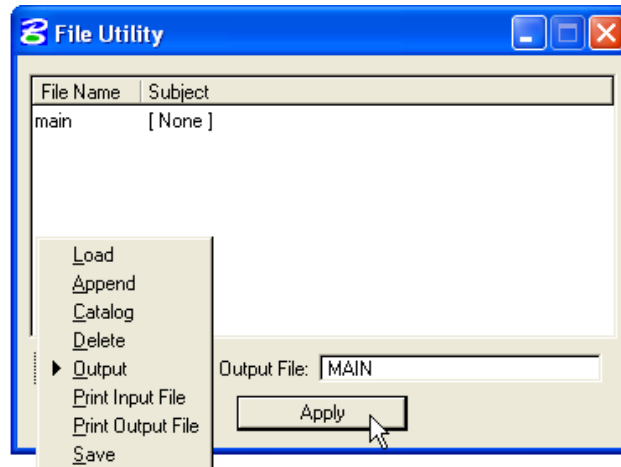 File Utility
File Name Subject
main [ None ]
Load
Append
Catalog
Delete
Output
Print Input File
Print Output File
Save
Output File: MAIN
Apply